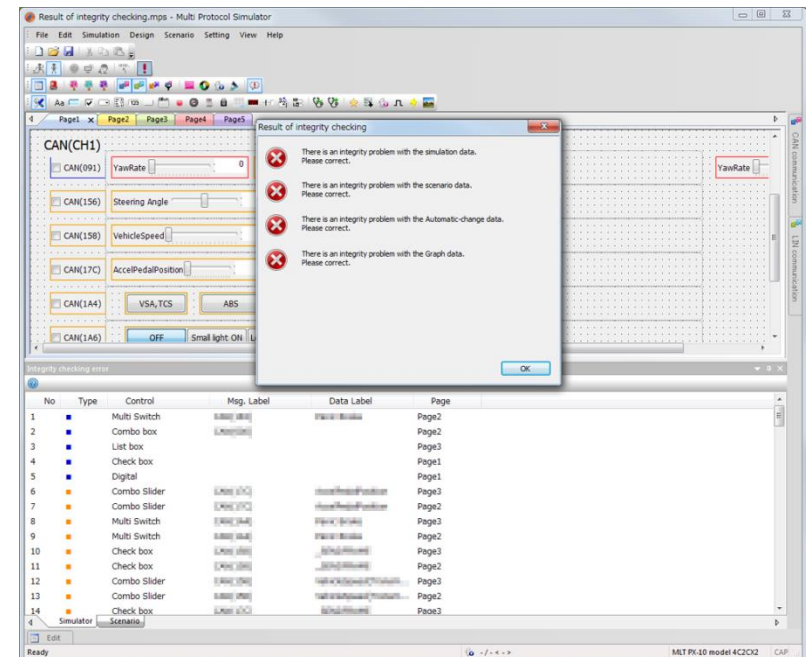 Result of integrity checking.mps - Multi Protocol Simulator
File Edit Simulation Design Scenario Setting View Help
Page1 x Page2 Page3 Page4 Page5
CAN(CH1)
CAN(091) YawRate 0
YawRate
CAN(156) Steering Angle
CAN(158) VehicleSpeed
CAN(17C) AccelPedalPosition
CAN(1A4) VSA,TCS ABS
CAN(1A6) OFF Small light ON
CAN communication
LIN communication
Result of integrity checking
There is an integrity problem with the simulation data.
Please correct.
There is an integrity problem with the scenario data.
Please correct.
There is an integrity problem with the Automatic-change data.
Please correct.
There is an integrity problem with the Graph data.
Please correct.
OK
Integrity checking error
No Type Control Msg. Label Data Label Page
1 Multi Switch Page2
2 Combo box Page2
3 List box Page3
4 Check box Page1
5 Digital Page1
6 Combo Slider Page3
7 Combo Slider Page2
8 Multi Switch Page3
9 Multi Switch Page2
10 Check box Page3
11 Check box Page2
12 Combo Slider Page3
13 Combo Slider Page2
14 Check box Page3
Simulator Scenario
Edit
Ready
-/-<->
MLT PX-10 model 4C2CX2 CAP